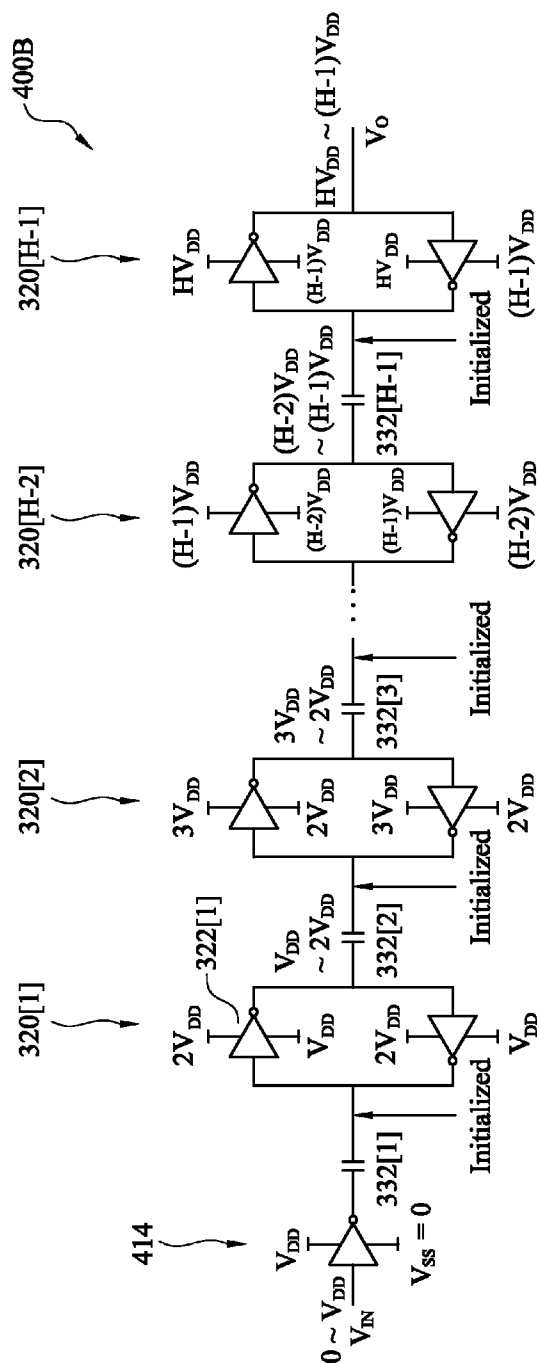 400B
320[1]
320[2]
320[H-2]
320[H-1]
414
V_DD
0 ~ V_DD
V_IN
V_SS = 0
332[1]
Initialized
2V_DD
322[1]
V_DD
2V_DD
V_DD
V_DD
~ 2V_DD
332[2]
Initialized
3V_DD
2V_DD
3V_DD
2V_DD
3V_DD
~ 2V_DD
332[3]
Initialized
....
(H-1)V_DD
(H-2)V_DD
(H-1)V_DD
(H-2)V_DD
(H-2)V_DD
~ (H-1)V_DD
332[H-1]
Initialized
HV_DD
(H-1)V_DD
HV_DD
(H-1)V_DD
HV_DD ~ (H-1)V_DD
V_O